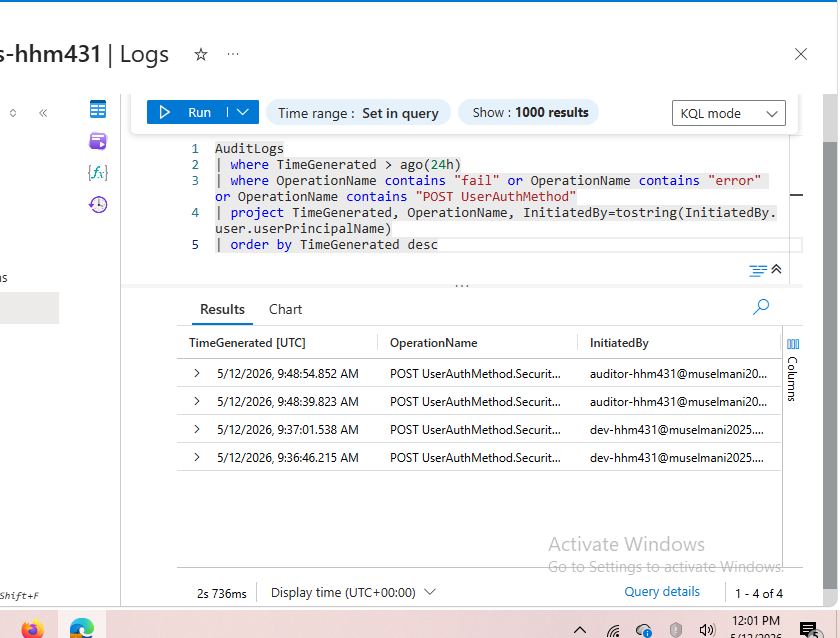 s-hhm431 | Logs
Run
Time range : Set in query
Show : 1000 results
KQL mode
1 AuditLogs
2 | where TimeGenerated > ago(24h)
3 | where OperationName contains "fail" or OperationName contains "error"
or OperationName contains "POST UserAuthMethod"
4 | project TimeGenerated, OperationName, InitiatedBy=tostring(InitiatedBy.
user.userPrincipalName)
5 | order by TimeGenerated desc
{fx}
ns
Results Chart
TimeGenerated [UTC] OperationName InitiatedBy
5/12/2026, 9:48:54.852 AM POST UserAuthMethod.Securit... auditor-hhm431@muselmani20...
5/12/2026, 9:48:39.823 AM POST UserAuthMethod.Securit... auditor-hhm431@muselmani20...
5/12/2026, 9:37:01.538 AM POST UserAuthMethod.Securit... dev-hhm431@muselmani2025....
5/12/2026, 9:36:46.215 AM POST UserAuthMethod.Securit... dev-hhm431@muselmani2025....
Columns
Activate Windows
Go to Settings to activate Windows.
Shift+F
2s 736ms
Display time (UTC+00:00)
Query details
1 - 4 of 4
12:01 PM
5/12/2026
5